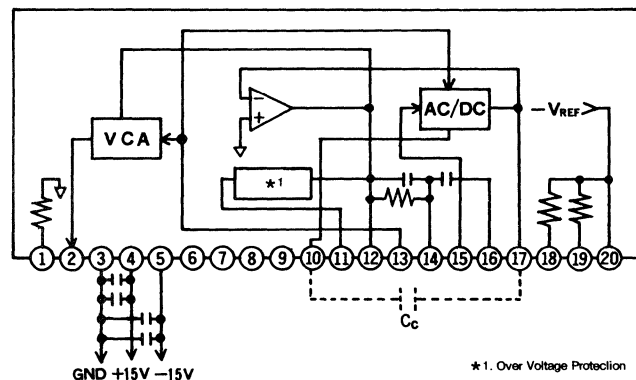 AC/DC
−VREF
VCA
*1
1 2 3 4 5 6 7 8 9 10 11 12 13 14 15 16 17 18 19 20
Cc
GND +15V −15V
*1. Over Voltage Protection